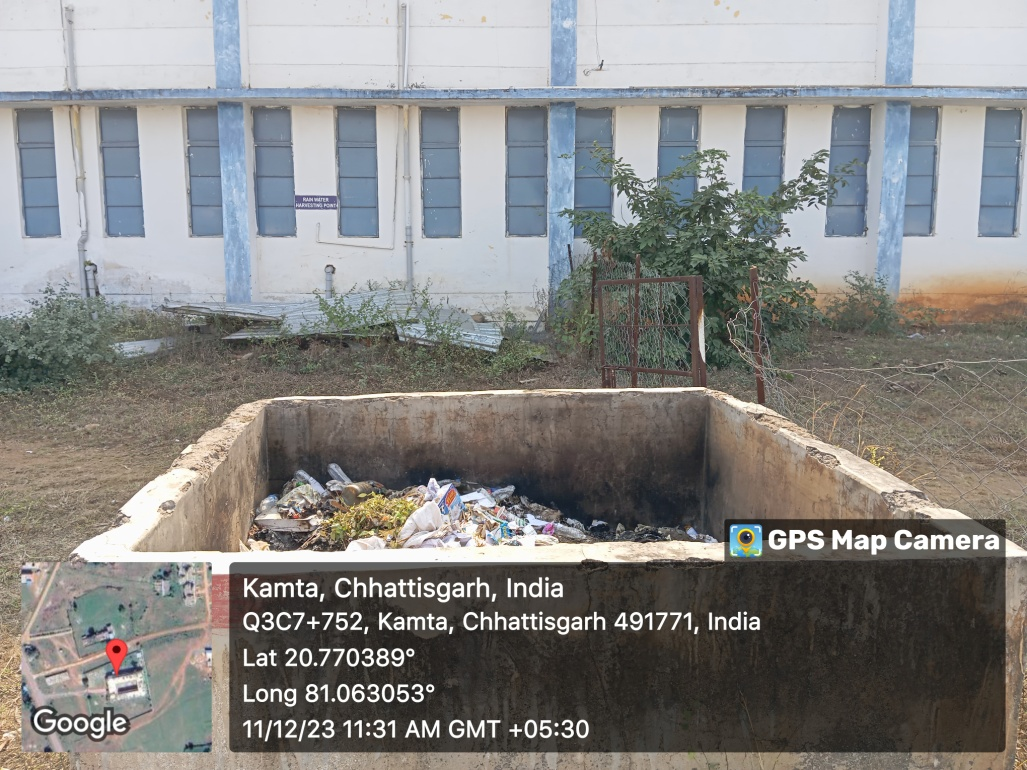 RAIN WATER
HARVESTING POINT
GPS Map Camera
Kamta, Chhattisgarh, India
Q3C7+752, Kamta, Chhattisgarh 491771, India
Lat 20.770389°
Long 81.063053°
11/12/23 11:31 AM GMT +05:30
Google